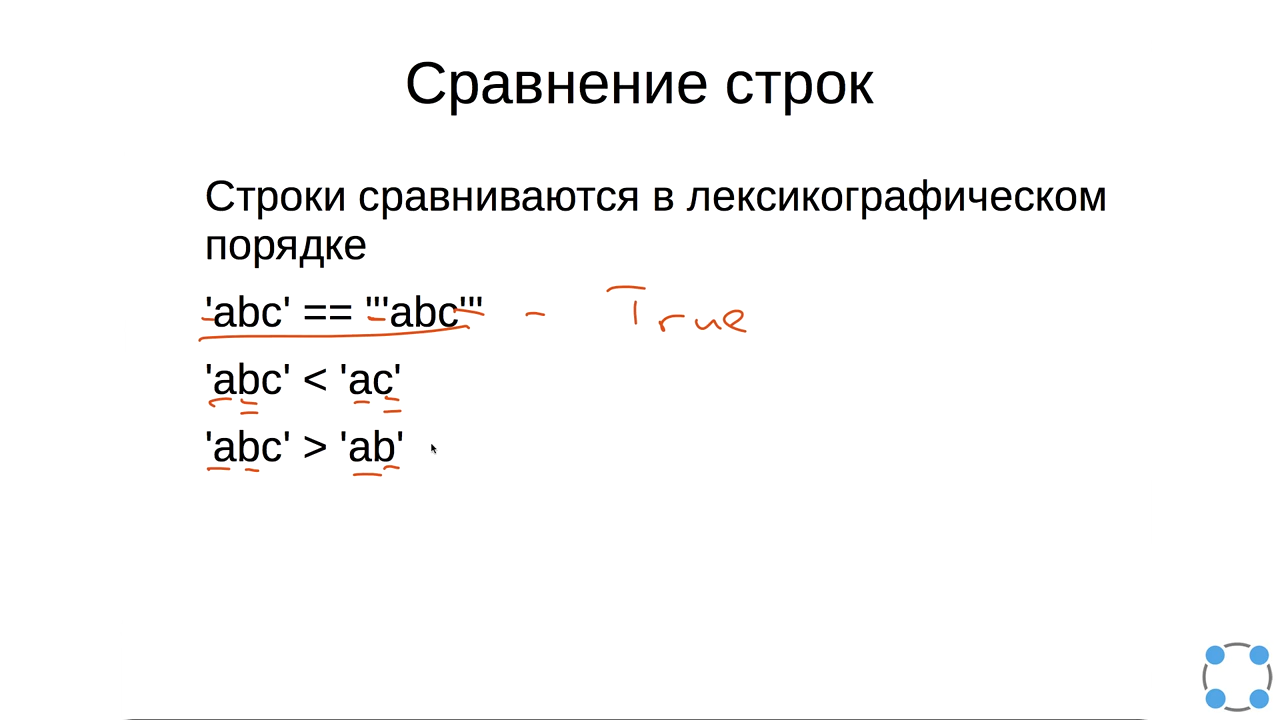 Сравнение строк
Строки сравниваются в лексикографическом
порядке
'abc' == '''abc''' - True
'abc' < 'ac'
'abc' > 'ab'